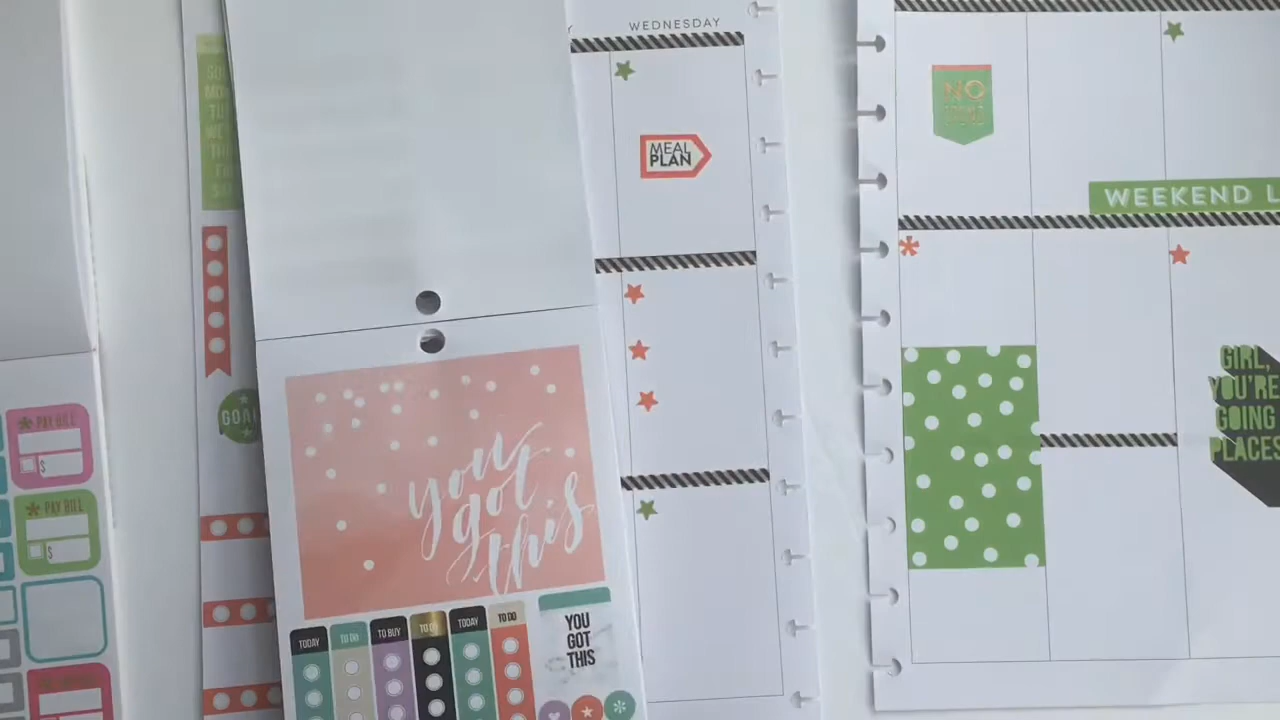 WEDNESDAY
MEAL
PLAN
NO
WEEKEND L
GIRL,
YOU'RE
GOING
PLACES
GOAL
PAY BILL
$
PAY BILL
$
you
got
this
TODAY
TO DO
TO BUY
TO DO
TODAY
TO DO
YOU
GOT
THIS